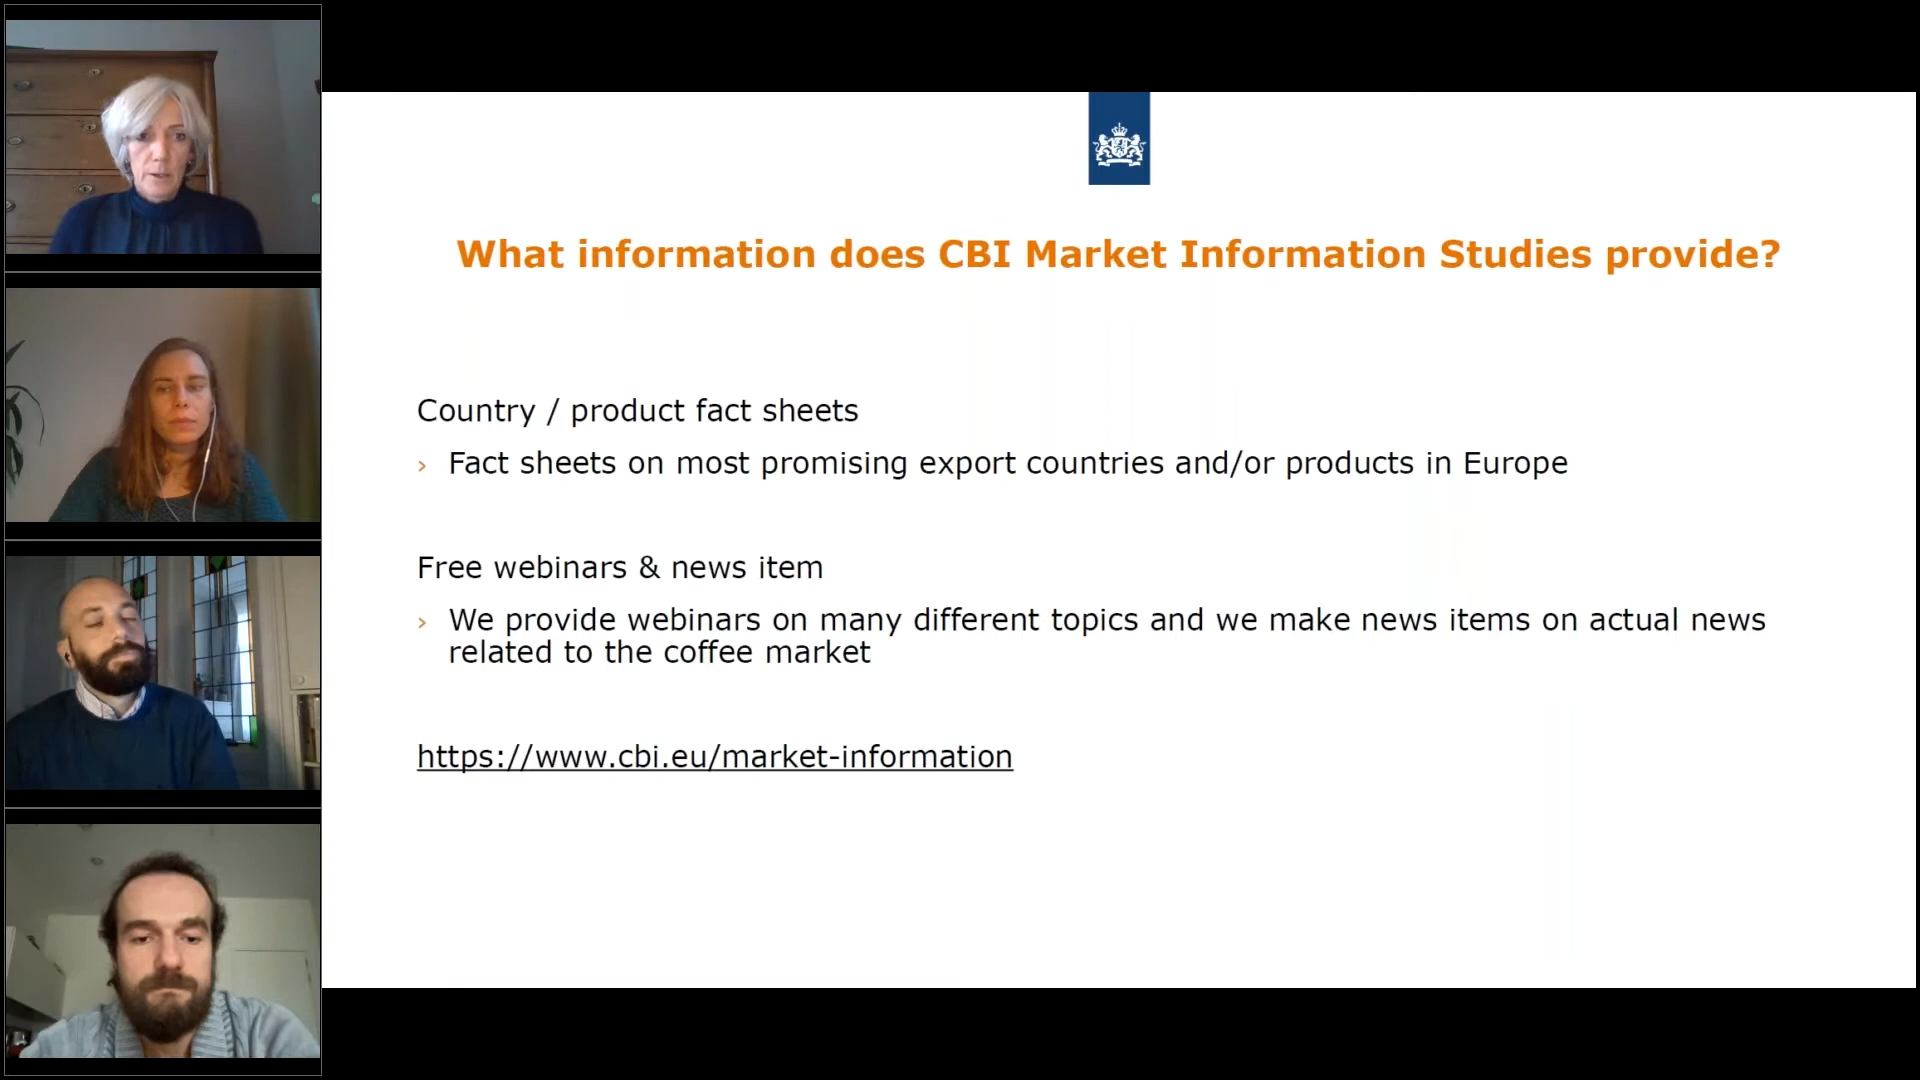 What information does CBI Market Information Studies provide?
Country / product fact sheets
› Fact sheets on most promising export countries and/or products in Europe
Free webinars & news item
› We provide webinars on many different topics and we make news items on actual news
related to the coffee market
https://www.cbi.eu/market-information